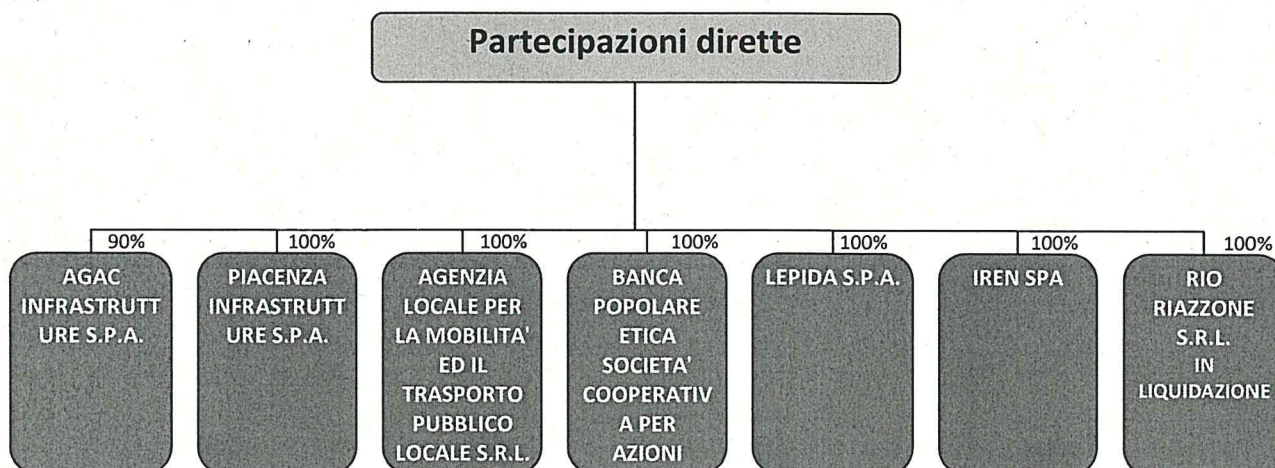 Partecipazioni dirette
90%
100%
100%
100%
100%
100%
100%
AGAC
INFRASTRUTT
URE S.P.A.
PIACENZA
INFRASTRUTT
URE S.P.A.
AGENZIA
LOCALE PER
LA MOBILITA'
ED IL
TRASPORTO
PUBBLICO
LOCALE S.R.L.
BANCA
POPOLARE
ETICA
SOCIETA'
COOPERATIV
A PER
AZIONI
LEPIDA S.P.A.
IREN SPA
RIO
RIAZZONE
S.R.L.
IN
LIQUIDAZIONE